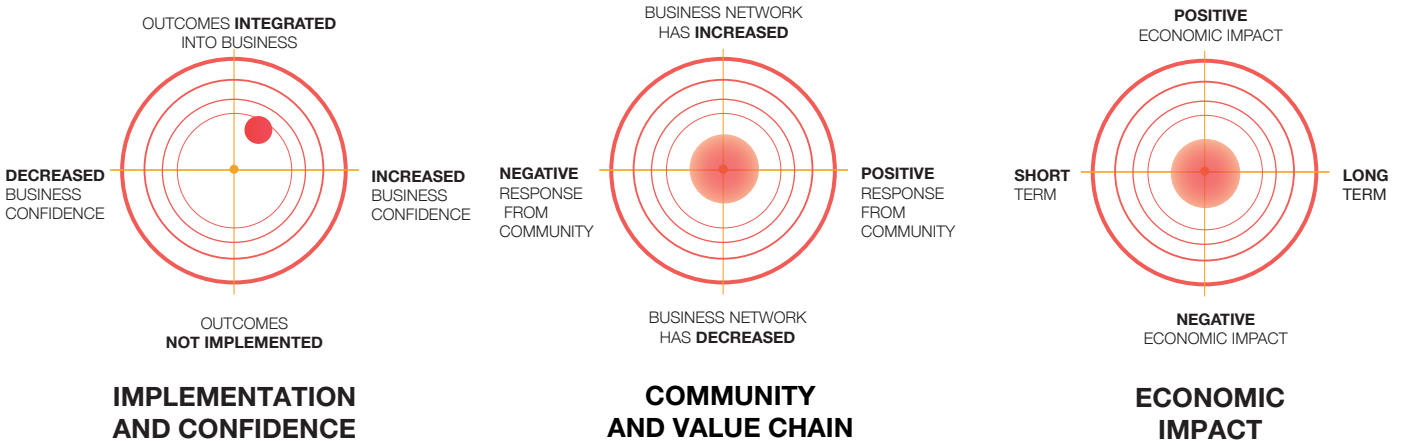 OUTCOMES INTEGRATED
INTO BUSINESS
DECREASED
BUSINESS
CONFIDENCE
INCREASED
BUSINESS
CONFIDENCE
OUTCOMES
NOT IMPLEMENTED
IMPLEMENTATION
AND CONFIDENCE
BUSINESS NETWORK
HAS INCREASED
NEGATIVE
RESPONSE
FROM
COMMUNITY
POSITIVE
RESPONSE
FROM
COMMUNITY
BUSINESS NETWORK
HAS DECREASED
COMMUNITY
AND VALUE CHAIN
POSITIVE
ECONOMIC IMPACT
SHORT
TERM
LONG
TERM
NEGATIVE
ECONOMIC IMPACT
ECONOMIC
IMPACT